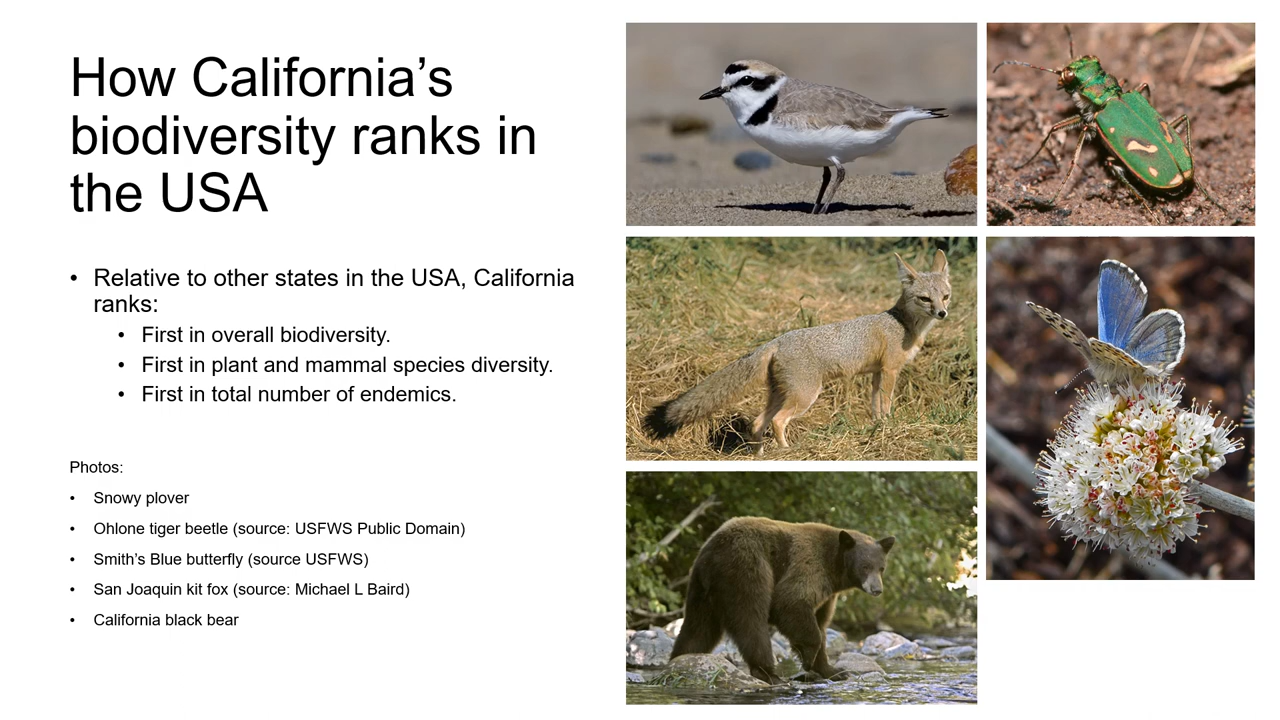 How California’s
biodiversity ranks in
the USA
• Relative to other states in the USA, California
ranks:
• First in overall biodiversity.
• First in plant and mammal species diversity.
• First in total number of endemics.
Photos:
• Snowy plover
• Ohlone tiger beetle (source: USFWS Public Domain)
• Smith’s Blue butterfly (source USFWS)
• San Joaquin kit fox (source: Michael L Baird)
• California black bear